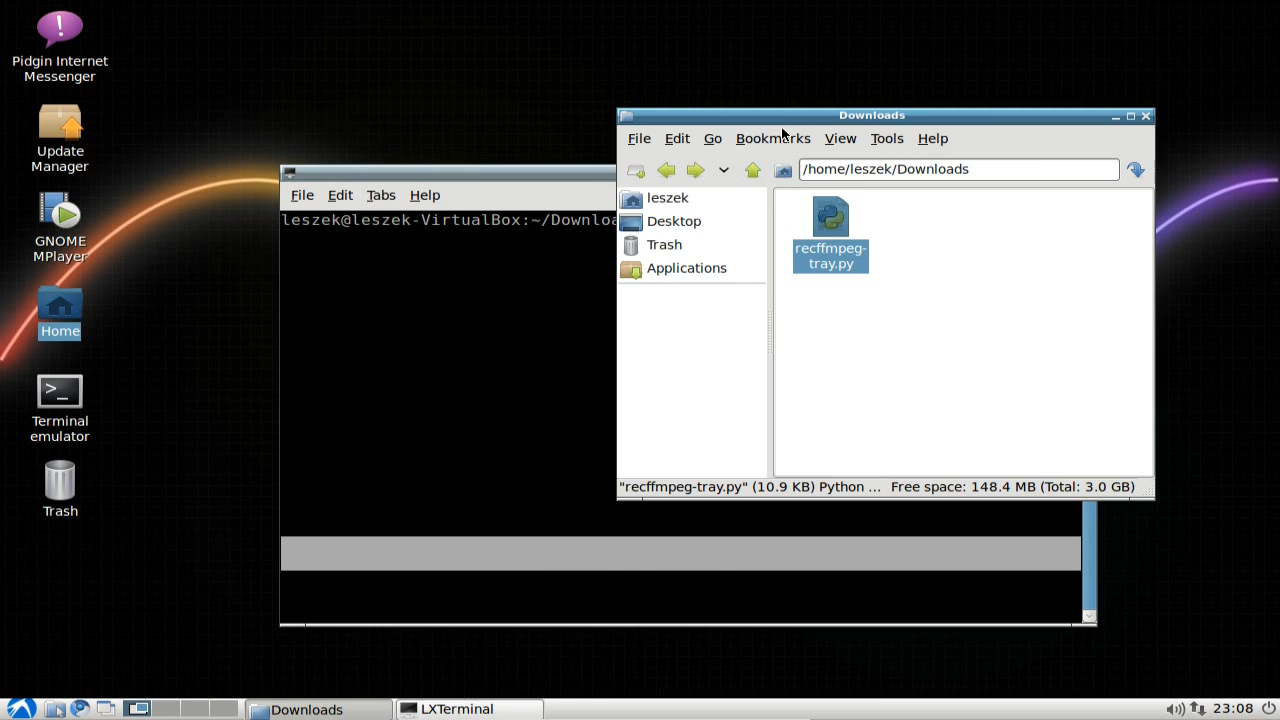 Pidgin Internet
Messenger
Update
Manager
GNOME
MPlayer
Home
>_
Terminal
emulator
Trash
File Edit Tabs Help
leszek@leszek-VirtualBox:~/Downloa
Downloads
File Edit Go Bookmarks View Tools Help
/home/leszek/Downloads
leszek
Desktop
Trash
Applications
recffmpeg-
tray.py
"recffmpeg-tray.py" (10.9 KB) Python ... Free space: 148.4 MB (Total: 3.0 GB)
Downloads LXTerminal 23:08